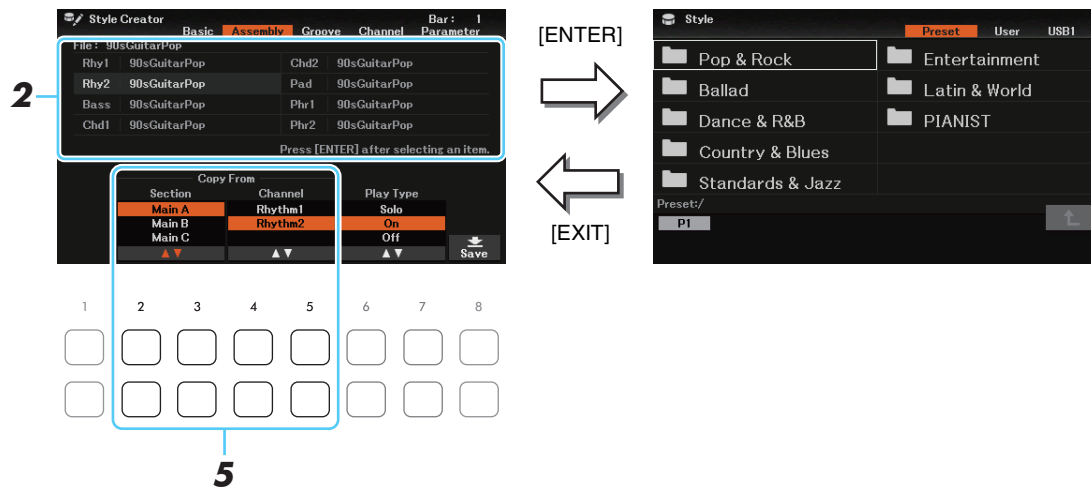 Style Creator Bar: 1
Basic Assembly Groove Channel Parameter
File: 90sGuitarPop
Rhy1 90sGuitarPop Chd2 90sGuitarPop
Rhy2 90sGuitarPop Pad 90sGuitarPop
Bass 90sGuitarPop Phr1 90sGuitarPop
Chd1 90sGuitarPop Phr2 90sGuitarPop
Press [ENTER] after selecting an item.
Copy From
Section Channel Play Type
Main A Rhythm1 Solo
Main B Rhythm2 On
Main C Off
Save
2
1 2 3 4 5 6 7 8
5
[ENTER]
[EXIT]
Style
Preset User USB1
Pop & Rock Entertainment
Ballad Latin & World
Dance & R&B PIANIST
Country & Blues
Standards & Jazz
Preset:/
P1